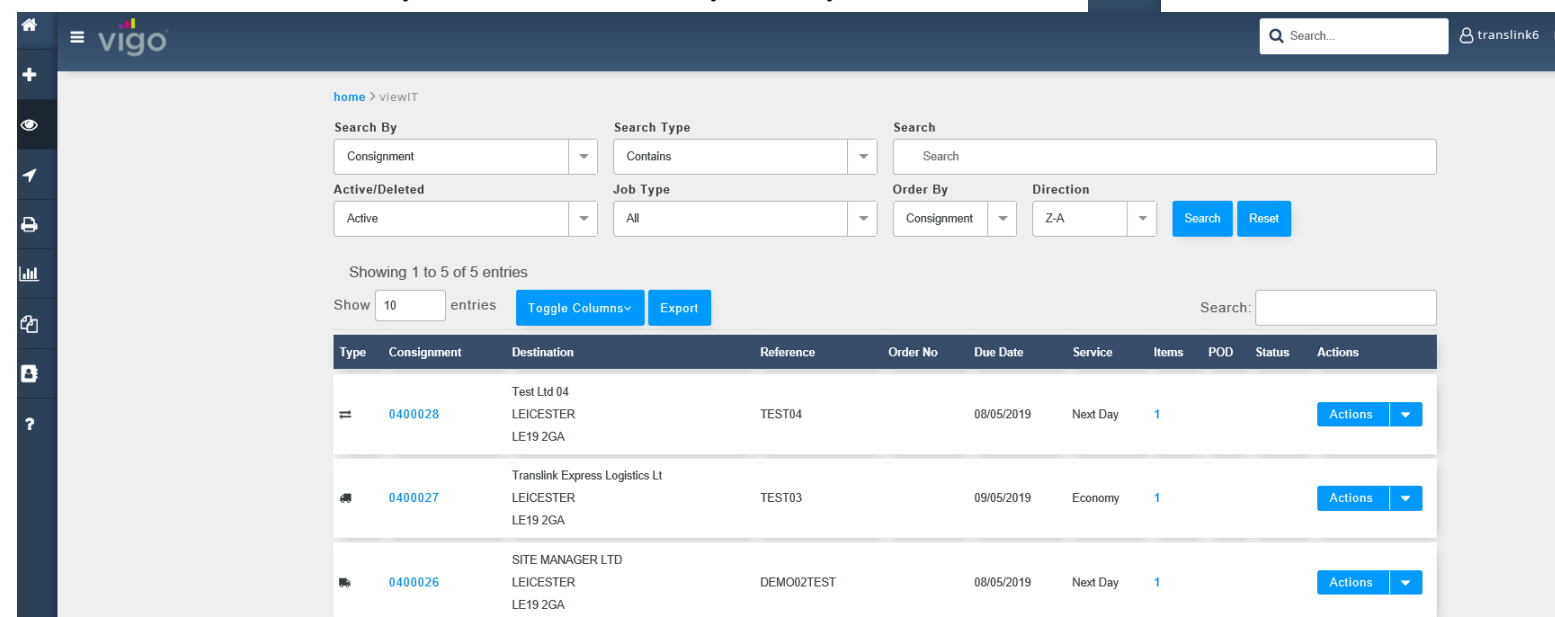 vigo
Search...
translink6
home > viewIT
Search By Search Type Search
Consignment Contains Search
Active/Deleted Job Type Order By Direction
Active All Consignment Z-A Search Reset
Showing 1 to 5 of 5 entries
Show 10 entries Toggle Columns Export Search:
Type Consignment Destination Reference Order No Due Date Service Items POD Status Actions
Test Ltd 04
0400028 LEICESTER TEST04 08/05/2019 Next Day 1 Actions
LE19 2GA
Translink Express Logistics Lt
0400027 LEICESTER TEST03 09/05/2019 Economy 1 Actions
LE19 2GA
SITE MANAGER LTD
0400026 LEICESTER DEMO02TEST 08/05/2019 Next Day 1 Actions
LE19 2GA